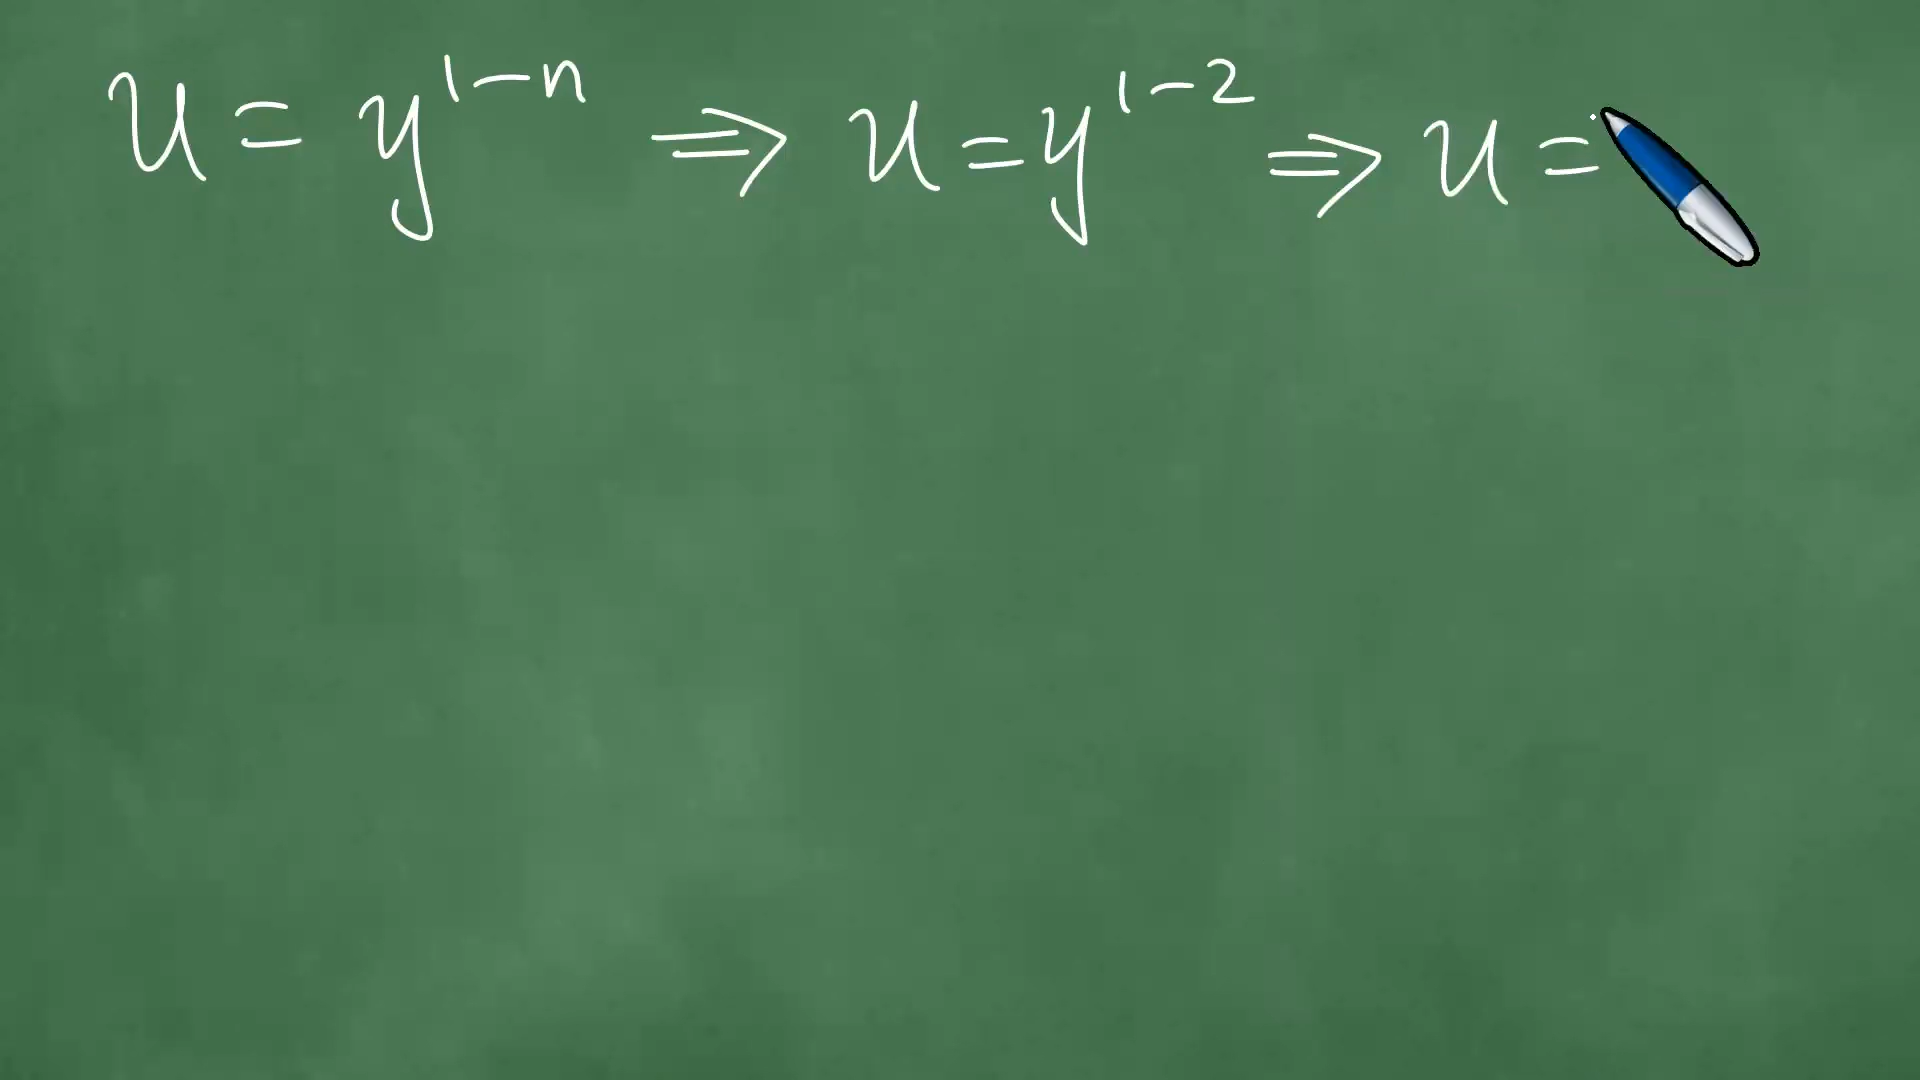 u = y^{1-n} ⇒ u = y^{1-2} ⇒ u =